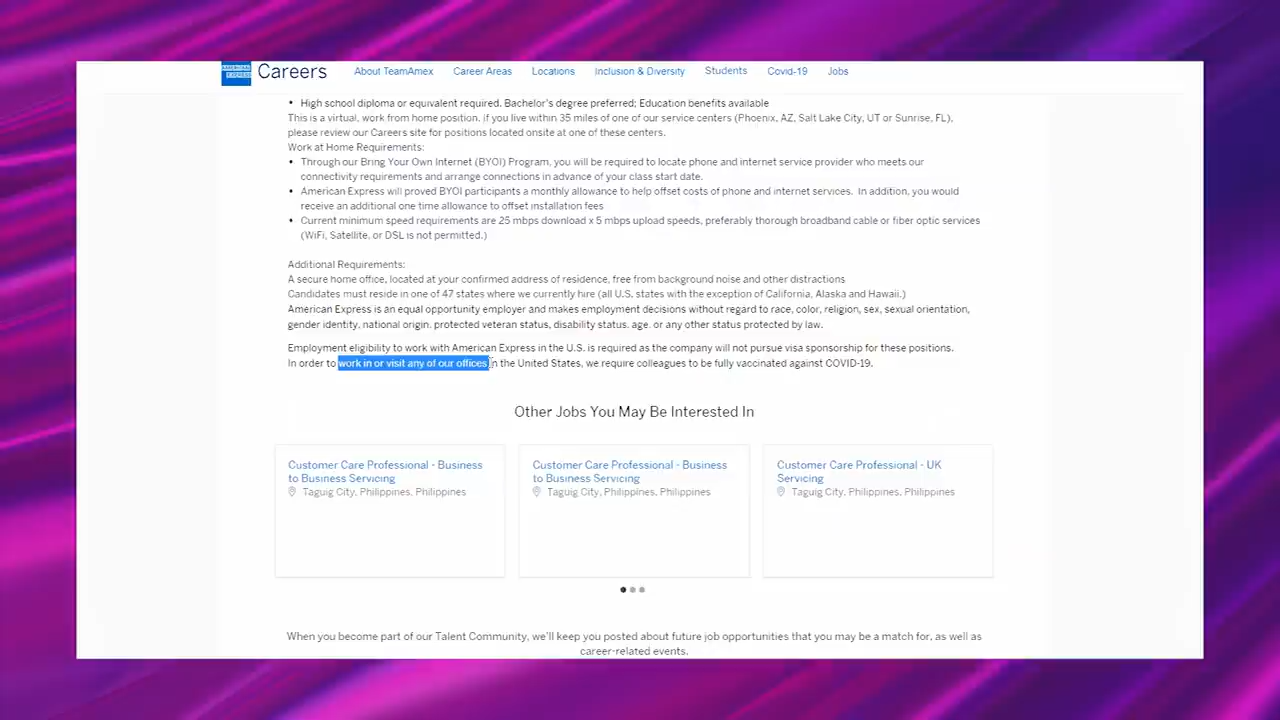 AMERICAN
EXPRESS
Careers
About TeamAmex Career Areas Locations Inclusion & Diversity Students Covid-19 Jobs
• High school diploma or equivalent required. Bachelor's degree preferred; Education benefits available
This is a virtual, work from home position, if you live within 35 miles of one of our service centers (Phoenix, AZ, Salt Lake City, UT or Sunrise, FL),
please review our Careers site for positions located onsite at one of these centers.
Work at Home Requirements:
• Through our Bring Your Own Internet (BYOI) Program, you will be required to locate phone and internet service provider who meets our
connectivity requirements and arrange connections in advance of your class start date.
• American Express will proved BYOI participants a monthly allowance to help offset costs of phone and internet services. In addition, you would
receive an additional one time allowance to offset installation fees
• Current minimum speed requirements are 25 mbps download x 5 mbps upload speeds, preferably thorough broadband cable or fiber optic services
(WiFi, Satellite, or DSL is not permitted.)
Additional Requirements:
A secure home office, located at your confirmed address of residence, free from background noise and other distractions
Candidates must reside in one of 47 states where we currently hire (all U.S. states with the exception of California, Alaska and Hawaii.)
American Express is an equal opportunity employer and makes employment decisions without regard to race, color, religion, sex, sexual orientation,
gender identity, national origin, protected veteran status, disability status, age, or any other status protected by law.
Employment eligibility to work with American Express in the U.S. is required as the company will not pursue visa sponsorship for these positions.
In order to work in or visit any of our offices in the United States, we require colleagues to be fully vaccinated against COVID-19.
Other Jobs You May Be Interested In
Customer Care Professional - Business
to Business Servicing
Taguig City, Philippines, Philippines
Customer Care Professional - Business
to Business Servicing
Taguig City, Philippines, Philippines
Customer Care Professional - UK
Servicing
Taguig City, Philippines, Philippines
When you become part of our Talent Community, we'll keep you posted about future job opportunities that you may be a match for, as well as
career-related events.